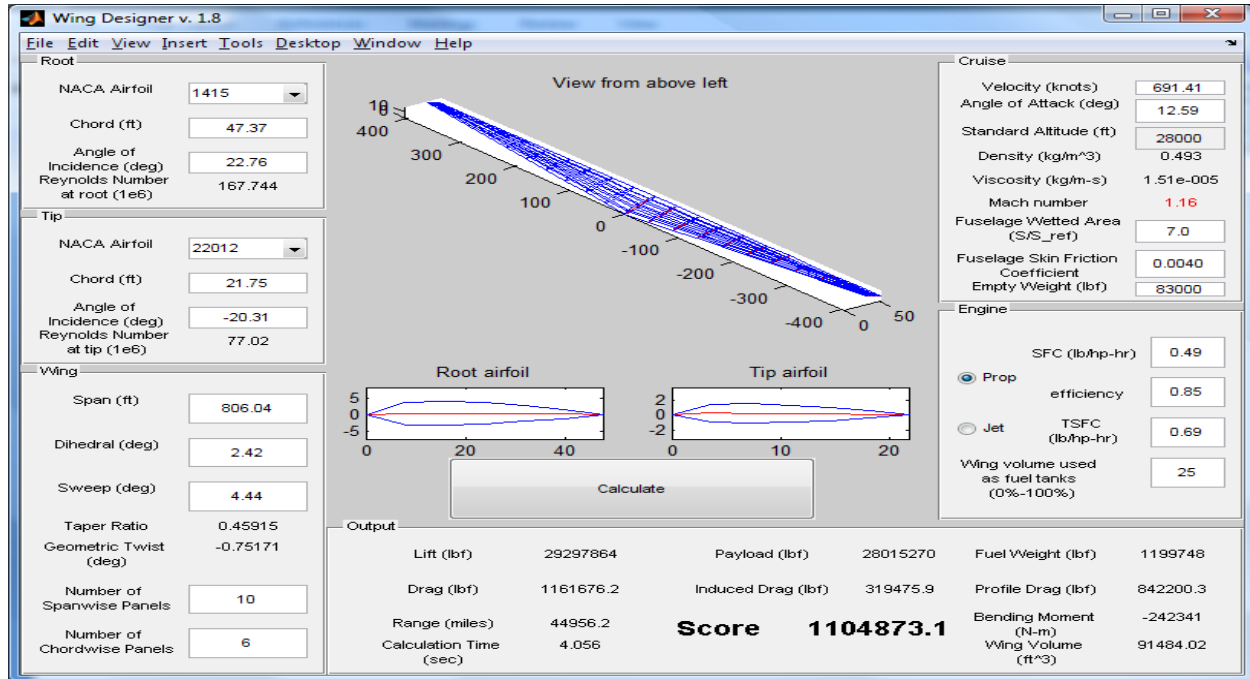 Wing Designer v. 1.8
File Edit View Insert Tools Desktop Window Help
Root
NACA Airfoil
1415
Chord (ft)
47.37
Angle of
Incidence (deg)
22.76
Reynolds Number
at root (1e6)
167.744
Tip
NACA Airfoil
22012
Chord (ft)
21.75
Angle of
Incidence (deg)
-20.31
Reynolds Number
at tip (1e6)
77.02
Wing
Span (ft)
806.04
Dihedral (deg)
2.42
Sweep (deg)
4.44
Taper Ratio
0.45915
Geometric Twist
(deg)
-0.75171
Number of
Spanwise Panels
10
Number of
Chordwise Panels
6
View from above left
10
400
300
200
100
0
-100
-200
-300
-400
0
50
Root airfoil
5
0
-5
0
20
40
Tip airfoil
2
0
-2
0
10
20
Calculate
Cruise
Velocity (knots)
691.41
Angle of Attack (deg)
12.59
Standard Altitude (ft)
28000
Density (kg/m^3)
0.493
Viscosity (kg/m-s)
1.51e-005
Mach number
1.16
Fuselage Wetted Area
(S/S_ref)
7.0
Fuselage Skin Friction
Coefficient
0.0040
Empty Weight (lbf)
83000
Engine
SFC (lb/hp-hr)
0.49
Prop
efficiency
0.85
Jet
TSFC
(lb/hp-hr)
0.69
Wing volume used
as fuel tanks
(0%-100%)
25
Output
Lift (lbf)
29297864
Payload (lbf)
28015270
Fuel Weight (lbf)
1199748
Drag (lbf)
1161676.2
Induced Drag (lbf)
319475.9
Profile Drag (lbf)
842200.3
Range (miles)
44956.2
Score
1104873.1
Bending Moment
(N-m)
-242341
Calculation Time
(sec)
4.056
Wing Volume
(ft^3)
91484.02